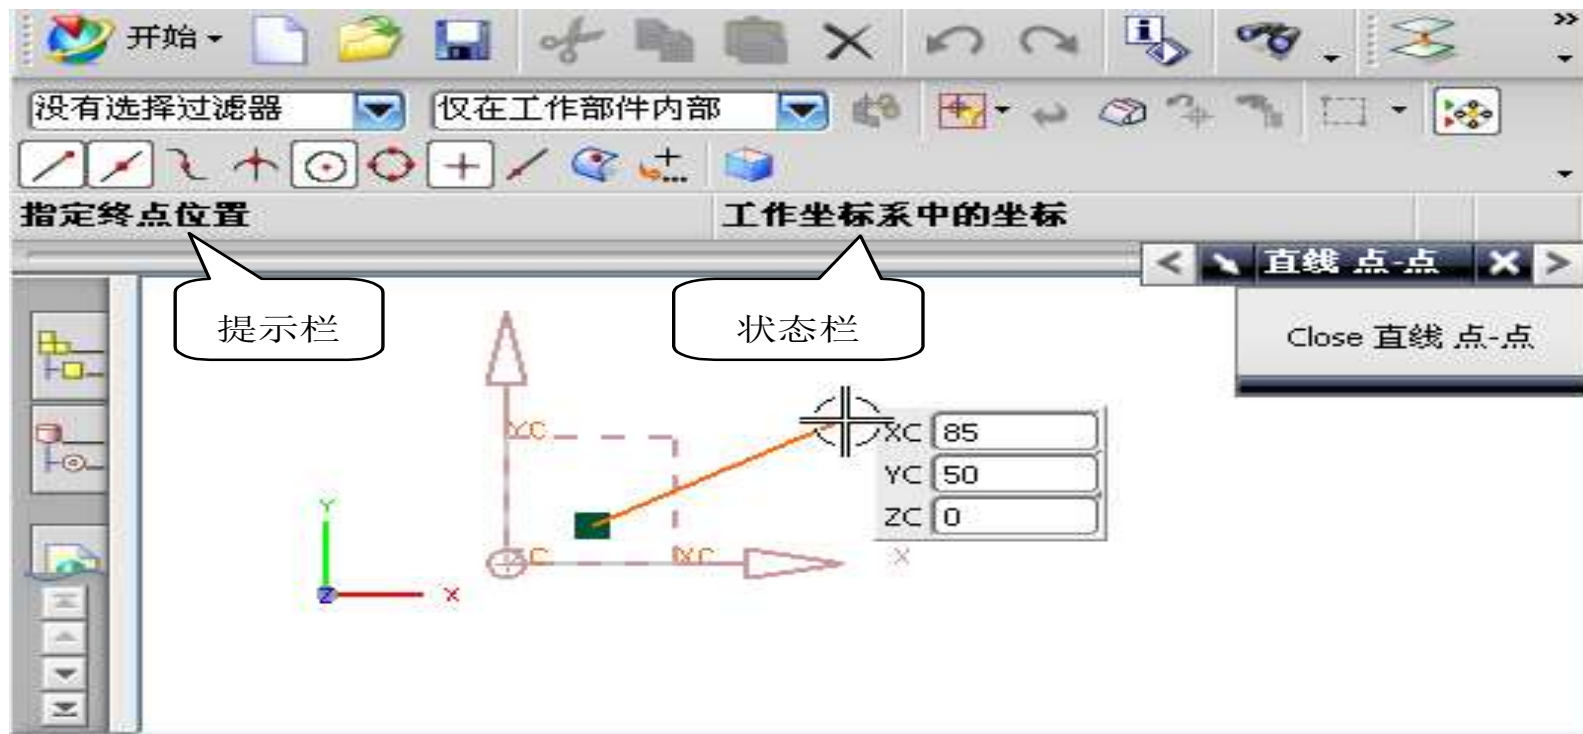 开始
没有选择过滤器
仅在工作部件内部
指定终点位置
工作坐标系中的坐标
直线 点-点
Close 直线 点-点
提示栏
状态栏
YC
XC 85
YC 50
ZC 0
XC
X
Y
Z
X